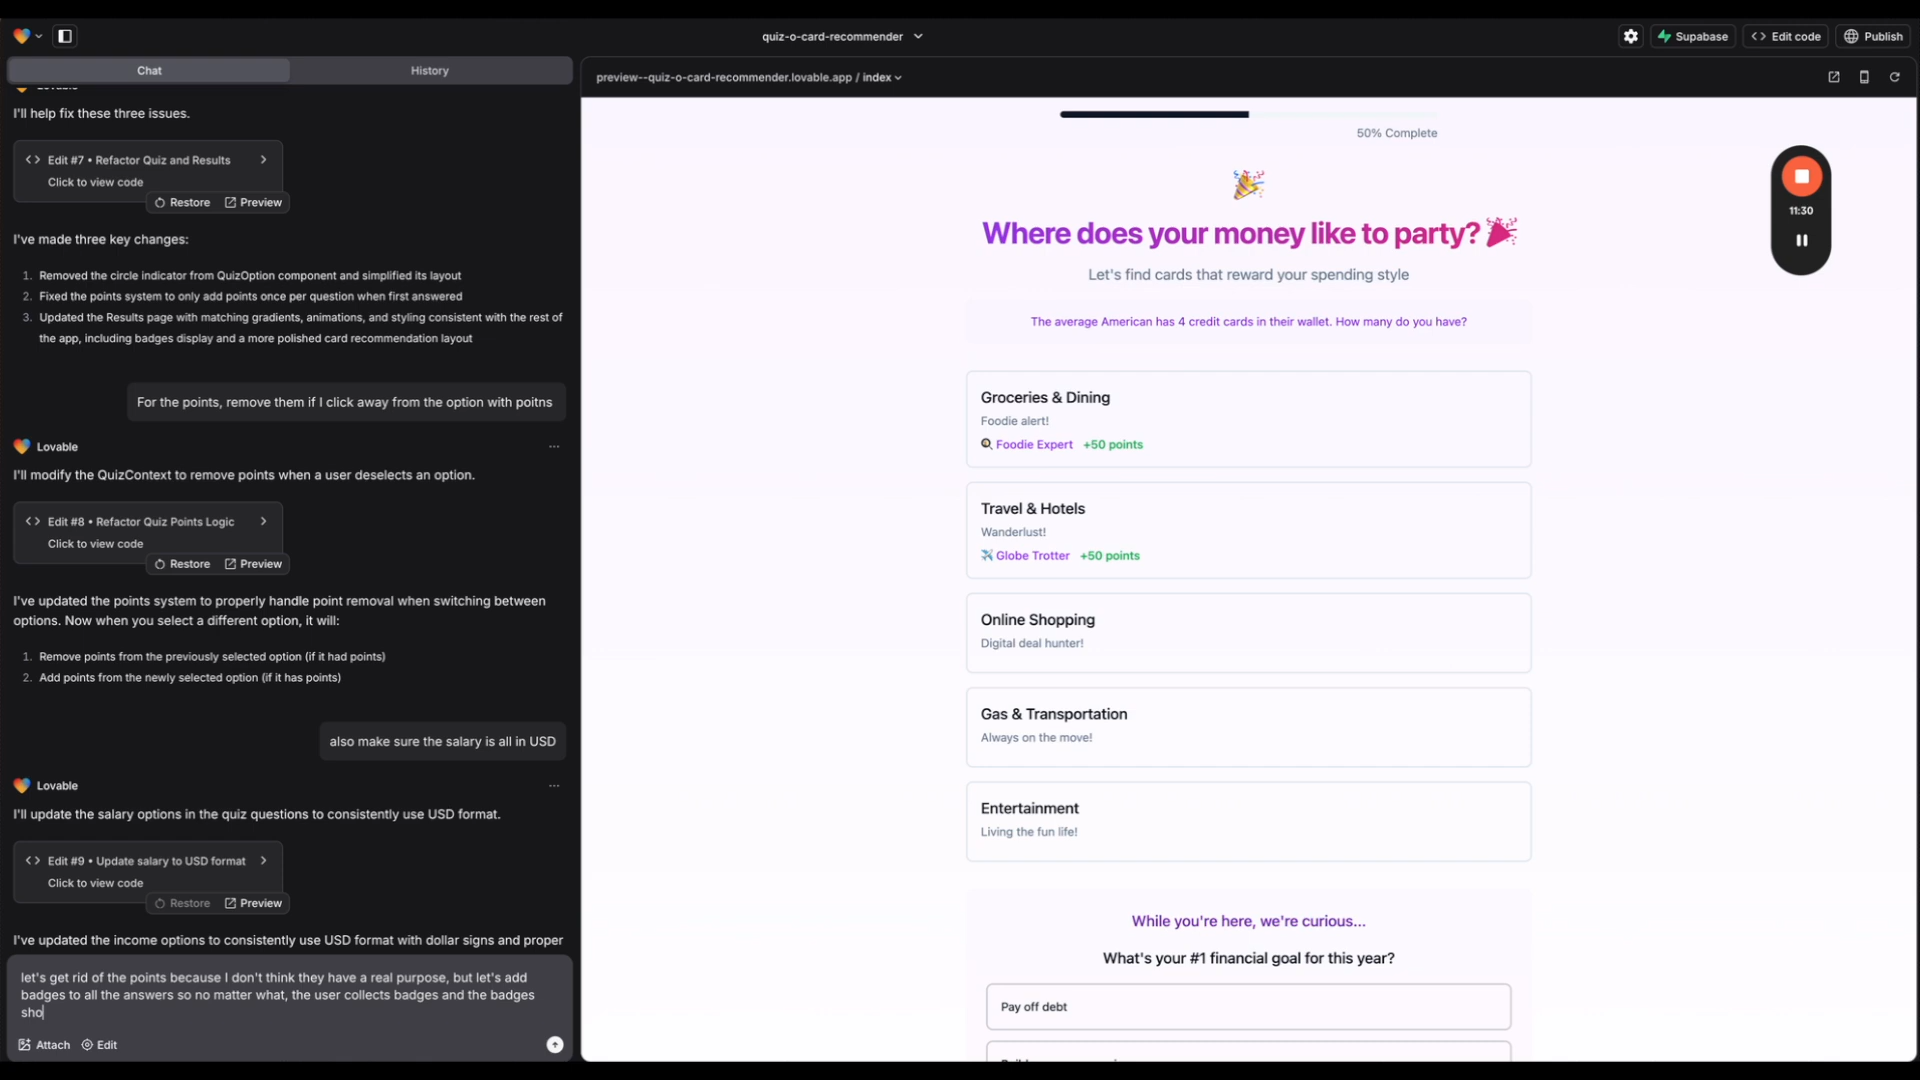 quiz-o-card-recommender
Supabase
Edit code
Publish
Chat
History
preview--quiz-o-card-recommender.lovable.app / index
I'll help fix these three issues.
Edit #7 • Refactor Quiz and Results
Click to view code
Restore
Preview
I've made three key changes:
1. Removed the circle indicator from QuizOption component and simplified its layout
2. Fixed the points system to only add points once per question when first answered
3. Updated the Results page with matching gradients, animations, and styling consistent with the rest of
the app, including badges display and a more polished card recommendation layout
For the points, remove them if I click away from the option with poitns
Lovable
I'll modify the QuizContext to remove points when a user deselects an option.
Edit #8 • Refactor Quiz Points Logic
Click to view code
Restore
Preview
I've updated the points system to properly handle point removal when switching between
options. Now when you select a different option, it will:
1. Remove points from the previously selected option (if it had points)
2. Add points from the newly selected option (if it has points)
also make sure the salary is all in USD
Lovable
I'll update the salary options in the quiz questions to consistently use USD format.
Edit #9 • Update salary to USD format
Click to view code
Restore
Preview
I've updated the income options to consistently use USD format with dollar signs and proper
let's get rid of the points because I don't think they have a real purpose, but let's add
badges to all the answers so no matter what, the user collects badges and the badges
sho
Attach
Edit
50% Complete
Where does your money like to party?
Let's find cards that reward your spending style
The average American has 4 credit cards in their wallet. How many do you have?
Groceries & Dining
Foodie alert!
Foodie Expert +50 points
Travel & Hotels
Wanderlust!
Globe Trotter +50 points
Online Shopping
Digital deal hunter!
Gas & Transportation
Always on the move!
Entertainment
Living the fun life!
While you're here, we're curious...
What's your #1 financial goal for this year?
Pay off debt
11:30